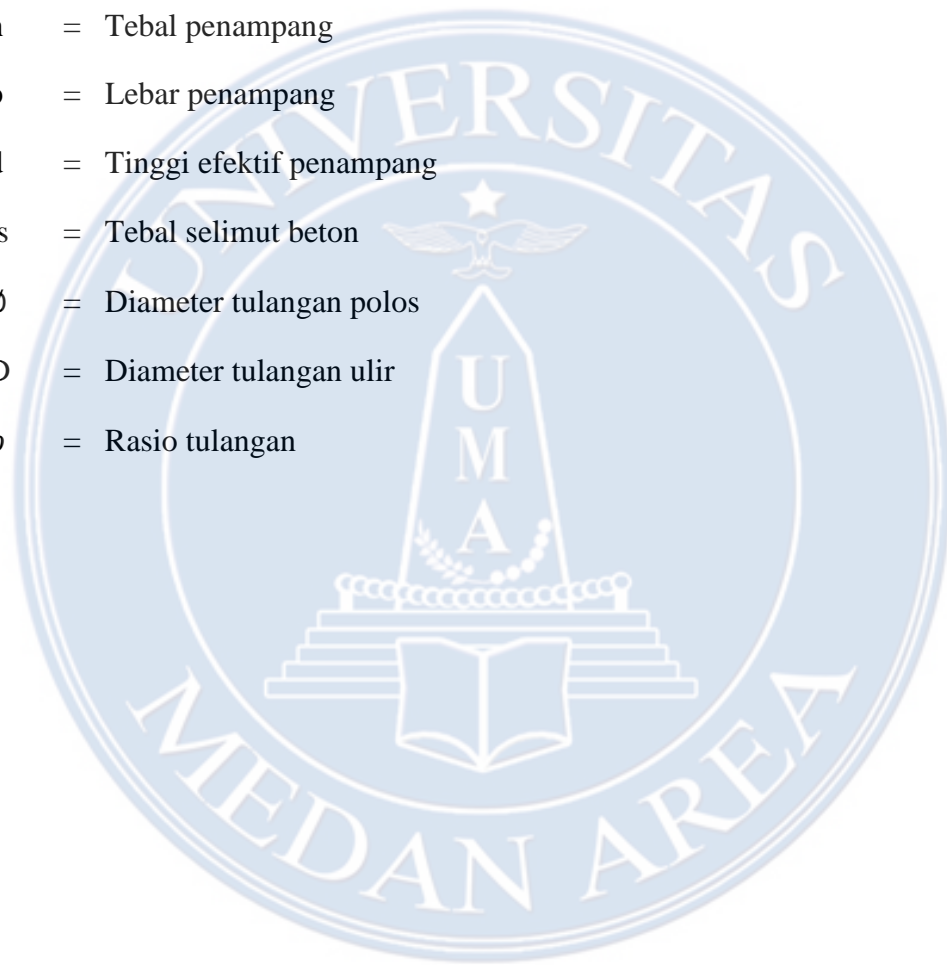 = Tebal penampang
= Lebar penampang
= Tinggi efektif penampang
s = Tebal selimut beton
Ø = Diameter tulangan polos
D = Diameter tulangan ulir
= Rasio tulangan
UNIVERSITAS
U
M
A
MEDAN AREA